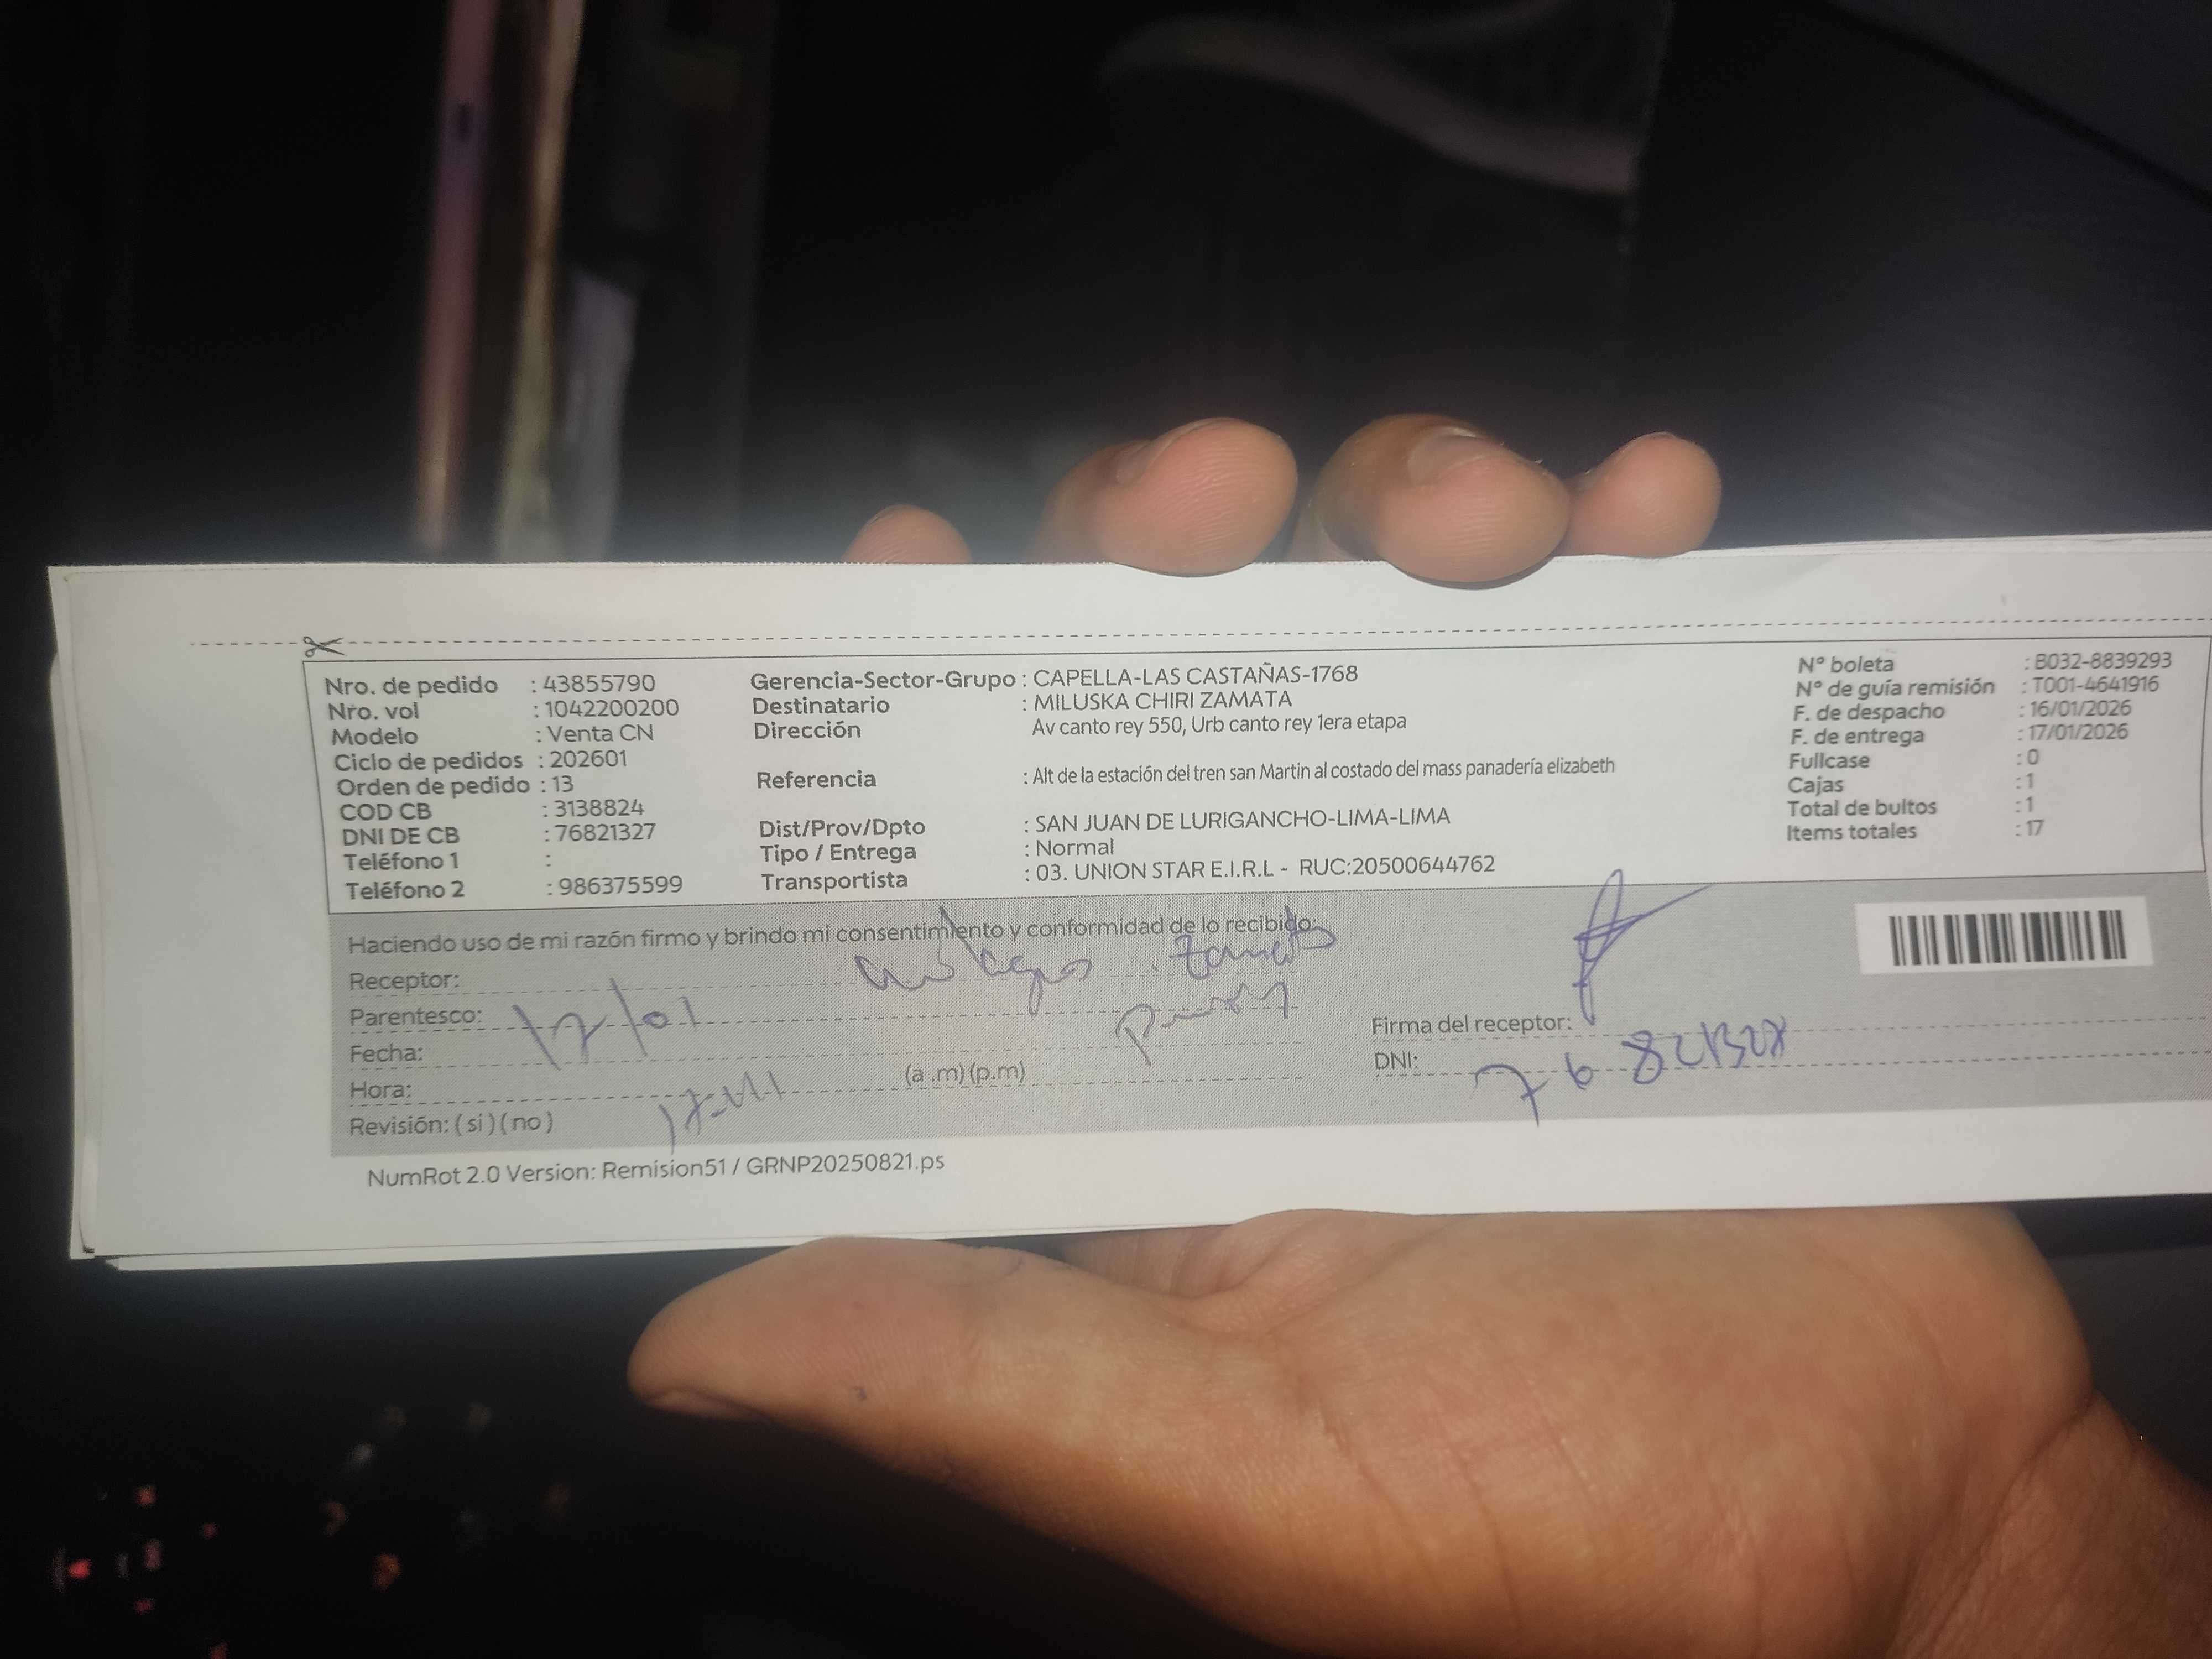 Nro. de pedido : 43855790
Nro. vol : 1042200200
Modelo : Venta CN
Ciclo de pedidos : 202601
Orden de pedido : 13
COD CB : 3138824
DNI DE CB : 76821327
Teléfono 1 :
Teléfono 2 : 986375599
Gerencia-Sector-Grupo : CAPELLA-LAS CASTAÑAS-1768
Destinatario : MILUSKA CHIRI ZAMATA
Dirección Av canto rey 550, Urb canto rey 1era etapa
Referencia : Alt de la estación del tren san Martin al costado del mass panadería elizabeth
Dist/Prov/Dpto : SAN JUAN DE LURIGANCHO-LIMA-LIMA
Tipo / Entrega : Normal
Transportista : 03. UNION STAR E.I.R.L - RUC:20500644762
N° boleta : B032-8839293
N° de guía remisión : T001-4641916
F. de despacho : 16/01/2026
F. de entrega : 17/01/2026
Fullcase : 0
Cajas : 1
Total de bultos : 1
Items totales : 17
Haciendo uso de mi razón firmo y brindo mi consentimiento y conformidad de lo recibido:
Receptor: Zamata
Parentesco:
Fecha: 17/01
Hora: (a .m) (p.m)
Revisión: ( si ) ( no )
Firma del receptor:
DNI: 76821328
NumRot 2.0 Version: Remision51 / GRNP20250821.ps